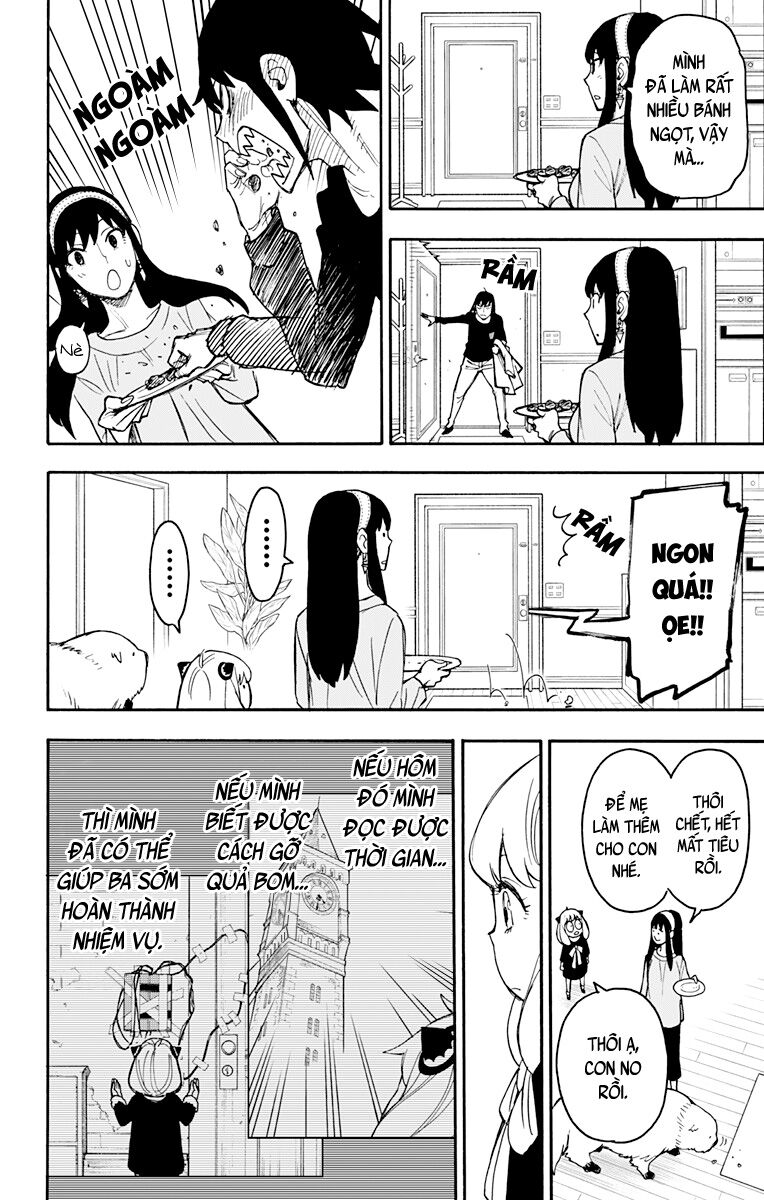 MÌNH
ĐÃ LÀM RẤT
NHIỀU BÁNH
NGỌT, VẬY
MÀ...
RẦM
NGOÀM
NGOÀM
NÈ
NGON
QUÁ!!
ỌE!!
RẦM
......
......
THÔI
CHẾT, HẾT
MẤT TIÊU
RỒI.
ĐỂ MẸ
LÀM THÊM
CHO CON
NHÉ.
THÔI Ạ,
CON NO
RỒI.
NẾU HÔM
ĐÓ MÌNH
ĐỌC ĐƯỢC
THỜI GIAN...
NẾU MÌNH
BIẾT ĐƯỢC
CÁCH GỠ
QUẢ BOM...
THÌ MÌNH
ĐÃ CÓ THỂ
GIÚP BA SỚM
HOÀN THÀNH
NHIỆM VỤ.